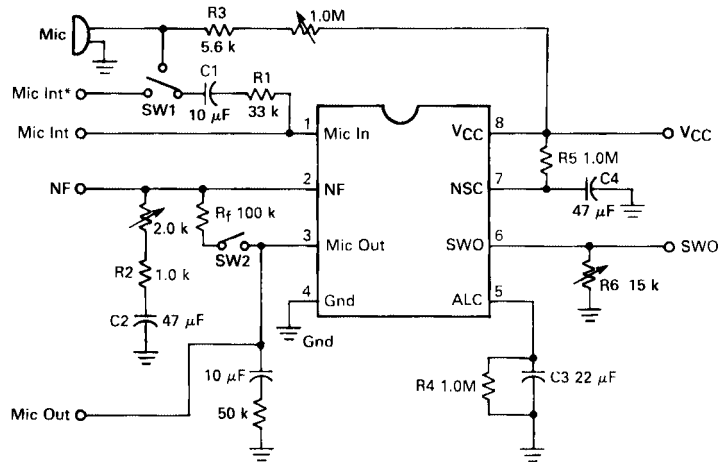 Mic
R3
5.6 k
1.0M
Mic Int*
SW1
C1
10 µF
R1
33 k
Mic Int
1
Mic In
VCC
8
VCC
R5 1.0M
NF
2
NF
NSC
7
C4
47 µF
2.0 k
Rf 100 k
SW2
3
Mic Out
SWO
6
SWO
R2
1.0 k
R6 15 k
4
Gnd
ALC
5
C2
47 µF
Gnd
10 µF
R4 1.0M
C3 22 µF
Mic Out
50 k